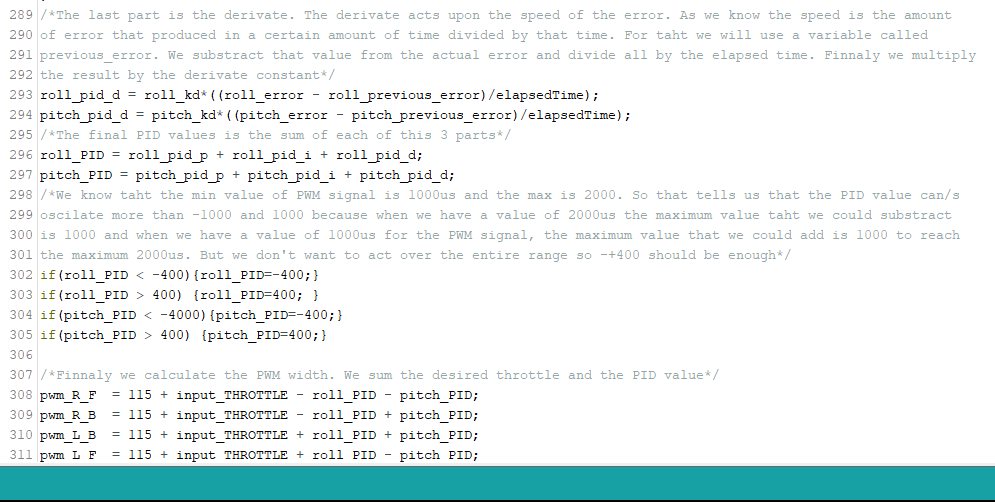 289 /*The last part is the derivate. The derivate acts upon the speed of the error. As we know the speed is the amount
290 of error that produced in a certain amount of time divided by that time. For taht we will use a variable called
291 previous_error. We substract that value from the actual error and divide all by the elapsed time. Finnaly we multiply
292 the result by the derivate constant*/
293 roll_pid_d = roll_kd*((roll_error - roll_previous_error)/elapsedTime);
294 pitch_pid_d = pitch_kd*((pitch_error - pitch_previous_error)/elapsedTime);
295 /*The final PID values is the sum of each of this 3 parts*/
296 roll_PID = roll_pid_p + roll_pid_i + roll_pid_d;
297 pitch_PID = pitch_pid_p + pitch_pid_i + pitch_pid_d;
298 /*We know taht the min value of PWM signal is 1000us and the max is 2000. So that tells us that the PID value can/s
299 oscilate more than -1000 and 1000 because when we have a value of 2000us the maximum value taht we could substract
300 is 1000 and when we have a value of 1000us for the PWM signal, the maximum value that we could add is 1000 to reach
301 the maximum 2000us. But we don't want to act over the entire range so -+400 should be enough*/
302 if(roll_PID < -400){roll_PID=-400;}
303 if(roll_PID > 400) {roll_PID=400; }
304 if(pitch_PID < -4000){pitch_PID=-400;}
305 if(pitch_PID > 400) {pitch_PID=400;}
306
307 /*Finnaly we calculate the PWM width. We sum the desired throttle and the PID value*/
308 pwm_R_F  = 115 + input_THROTTLE - roll_PID - pitch_PID;
309 pwm_R_B  = 115 + input_THROTTLE - roll_PID + pitch_PID;
310 pwm_L_B  = 115 + input_THROTTLE + roll_PID + pitch_PID;
311 pwm_L_F  = 115 + input_THROTTLE + roll_PID - pitch_PID;